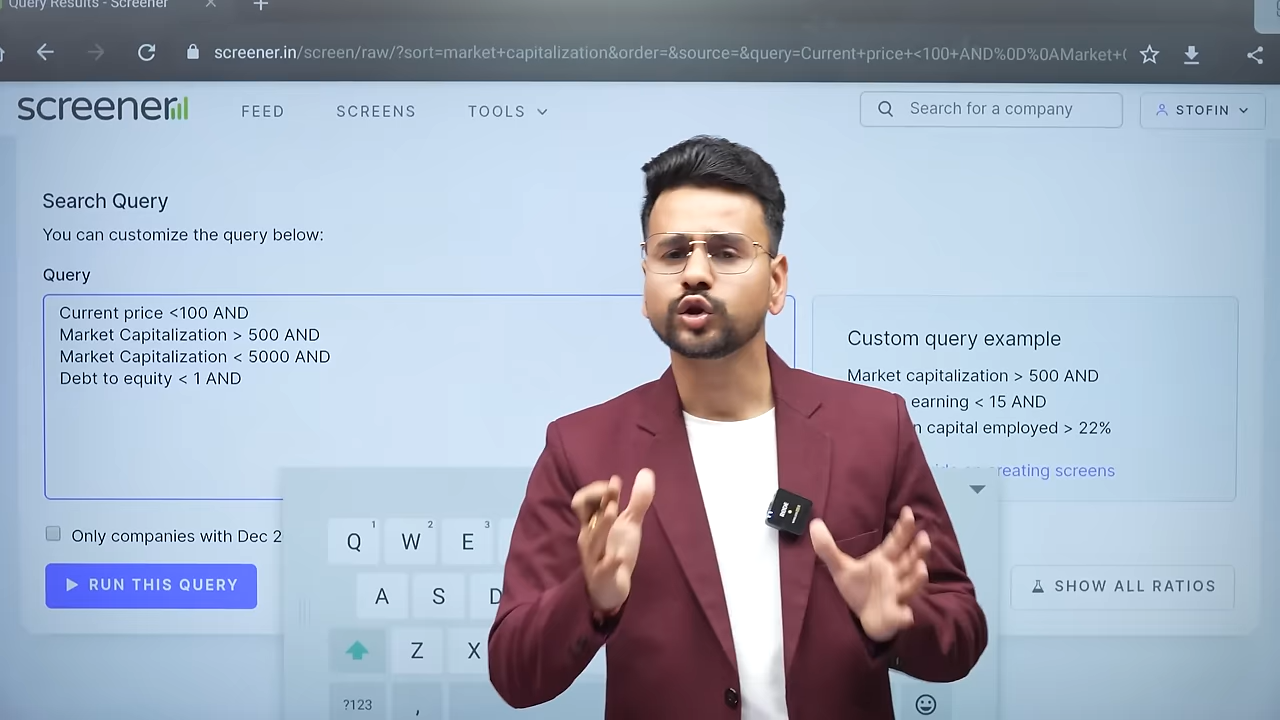 Query Results - Screener
screener.in/screen/raw/?sort=market+capitalization&order=&source=&query=Current+price+<100+AND%0D%0AMarket+(
screener
FEED
SCREENS
TOOLS
Search for a company
STOFIN
Search Query
You can customize the query below:
Query
Current price <100 AND
Market Capitalization > 500 AND
Market Capitalization < 5000 AND
Debt to equity < 1 AND
Custom query example
Market capitalization > 500 AND
earning < 15 AND
capital employed > 22%
creating screens
Only companies with Dec 2
RUN THIS QUERY
SHOW ALL RATIOS
Q 1 W 2 E 3
A S D
Z X
?123 ,
RODE